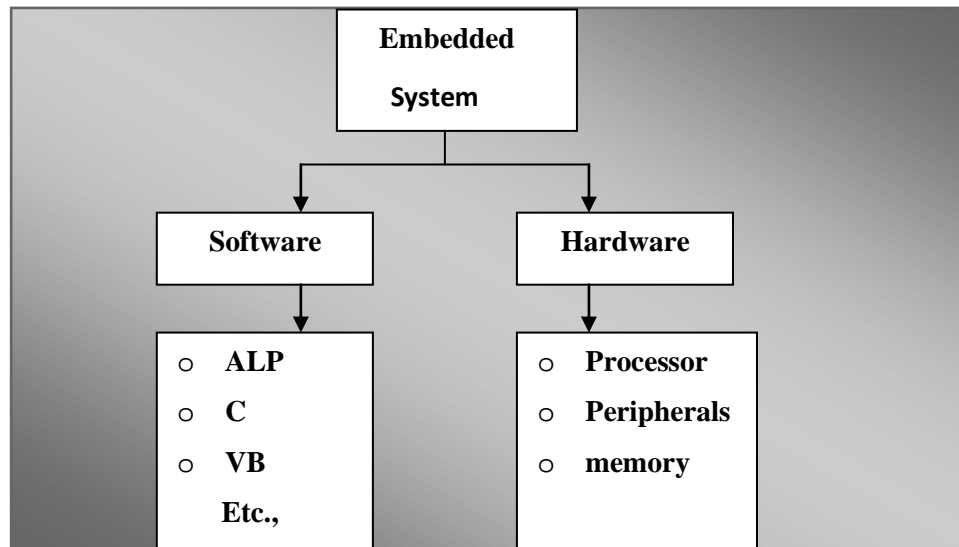 Embedded
System
Software
Hardware
o ALP
o C
o VB
Etc.,
o Processor
o Peripherals
o memory